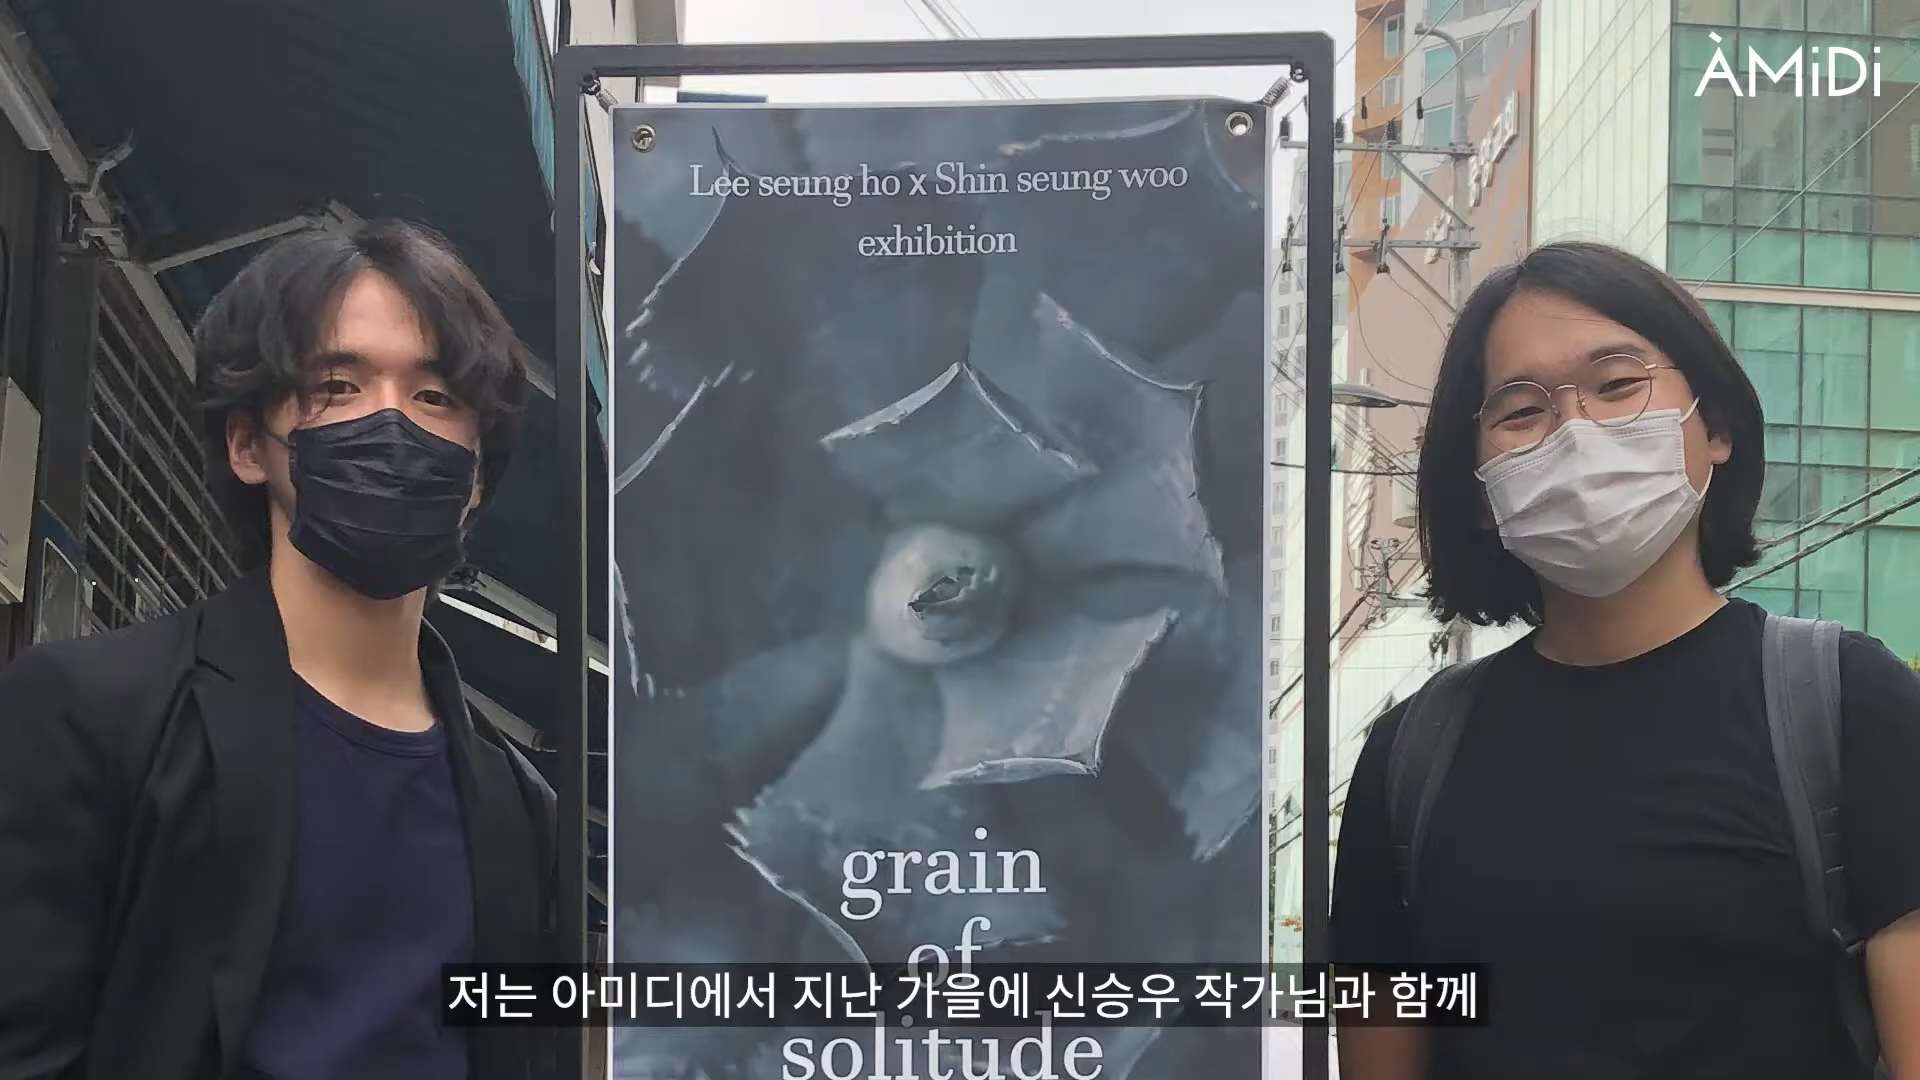 ÀMiDi
Lee seung ho x Shin seung woo
exhibition
grain
of
solitude
저는 아미디에서 지난 가을에 신승우 작가님과 함께